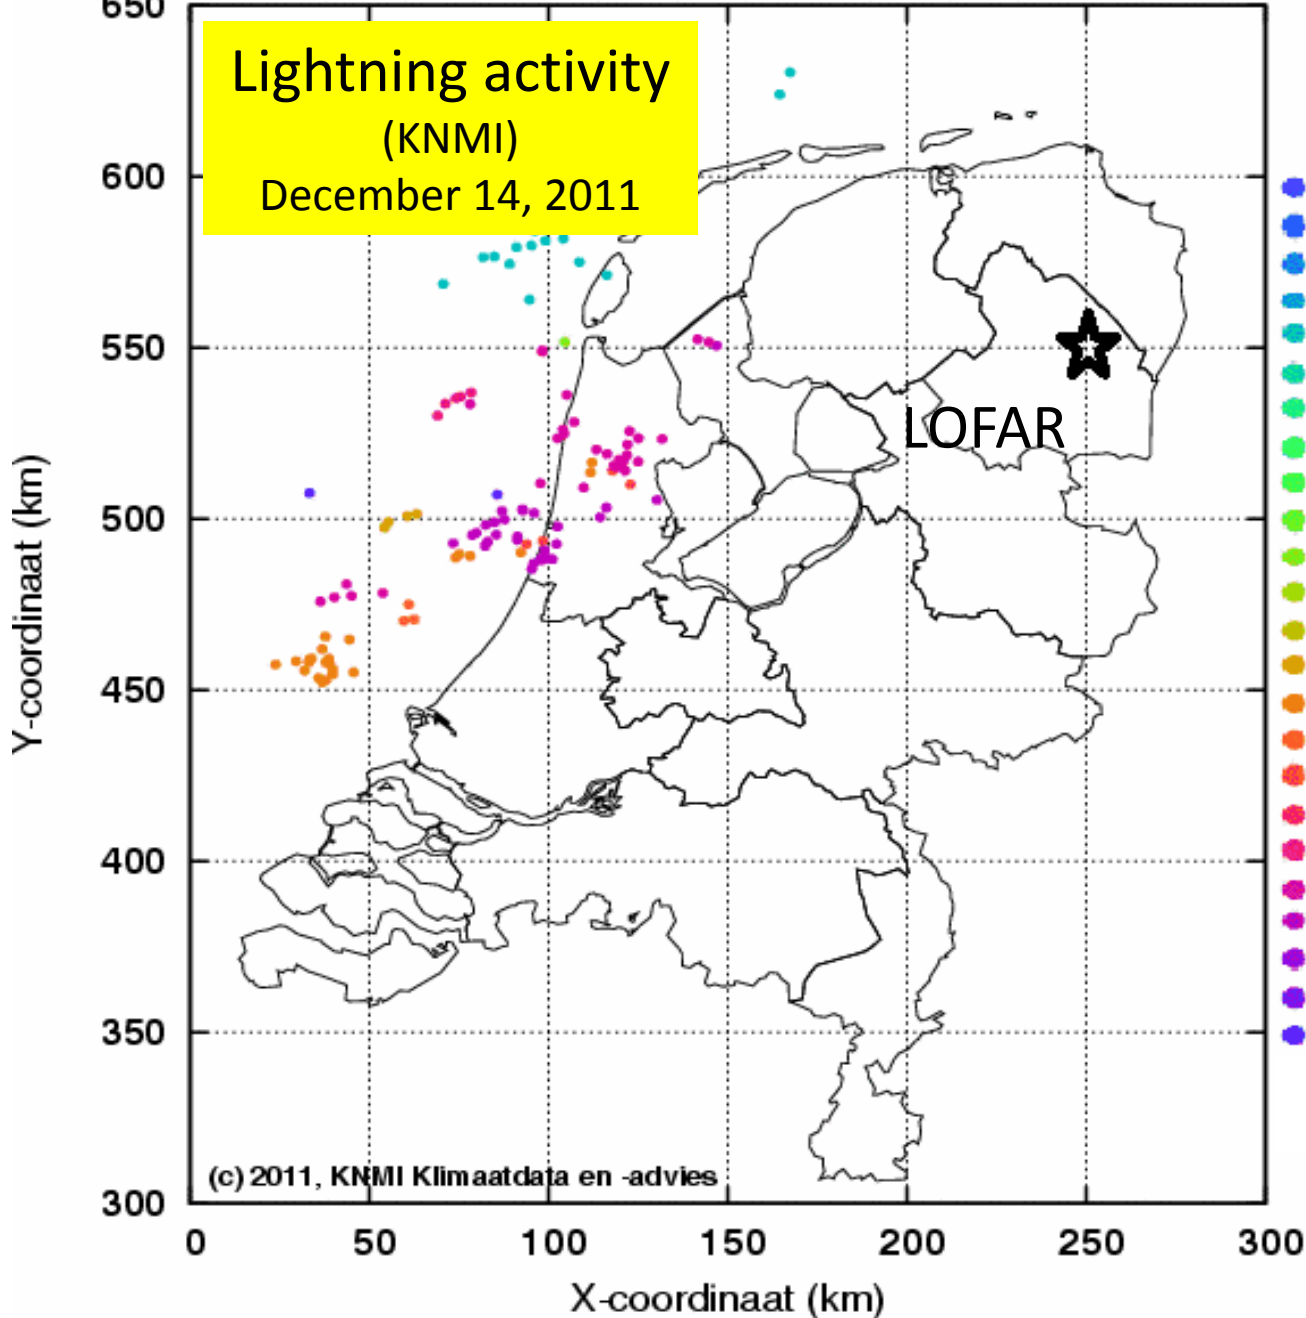 650
Lightning activity
(KNMI)
December 14, 2011
600
550
LOFAR
500
450
400
350
300
Y-coordinaat (km)
(c) 2011, KNMI Klimaatdata en -advies
0 50 100 150 200 250 300
X-coordinaat (km)